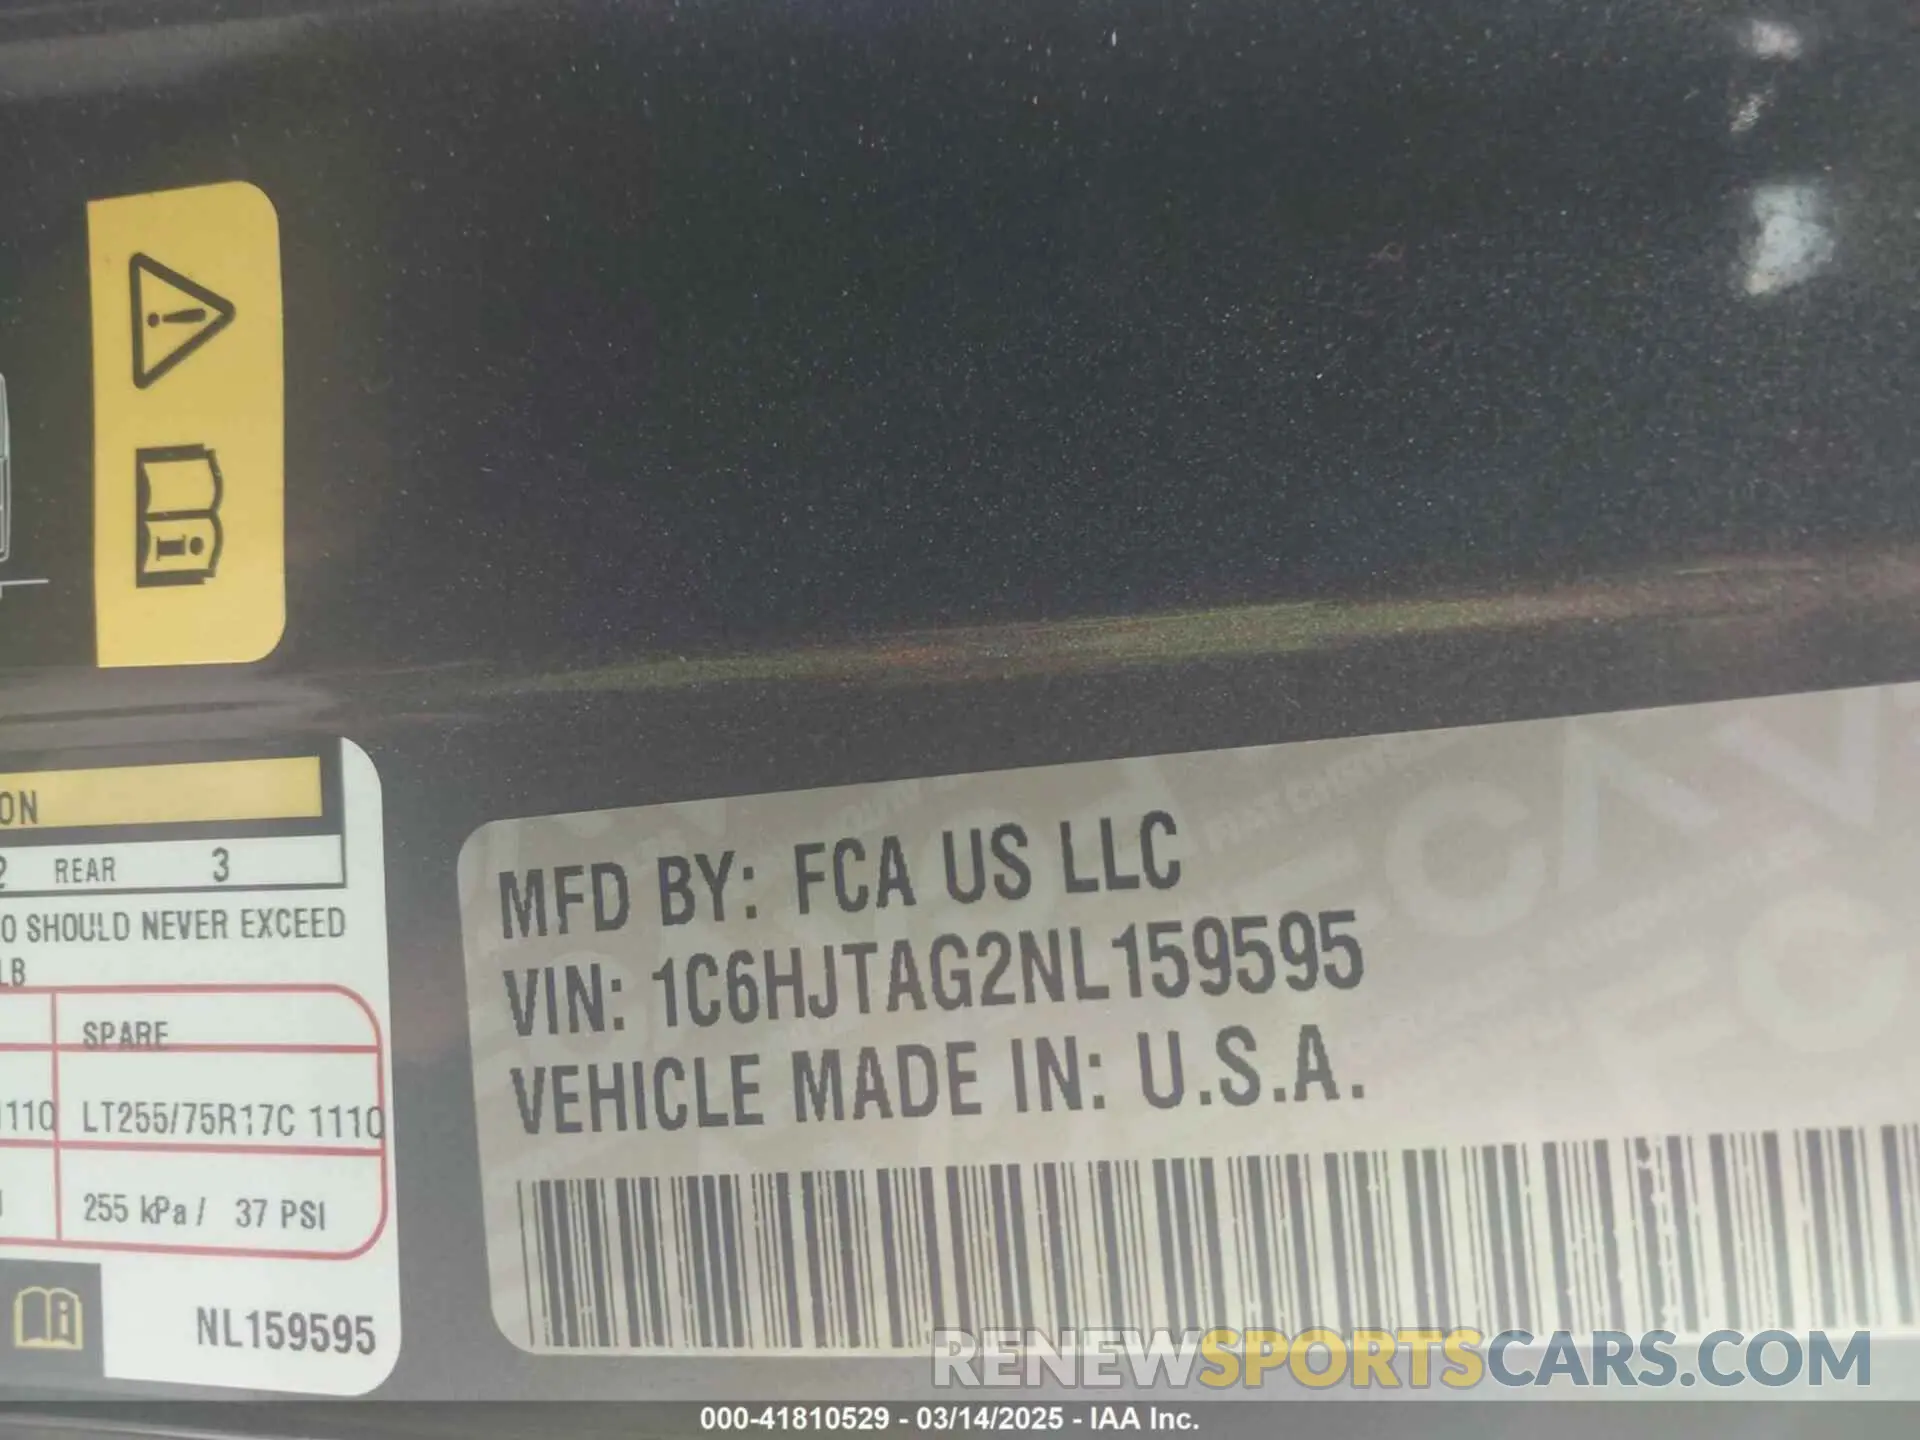 ON
2 REAR 3
O SHOULD NEVER EXCEED
LB
SPARE
1110 LT255/75R17C 1110
255 kPa / 37 PSI
NL159595
MFD BY: FCA US LLC
VIN: 1C6HJTAG2NL159595
VEHICLE MADE IN: U.S.A.
RENEWSPORTSCARS.COM
000-41810529 - 03/14/2025 - IAA Inc.